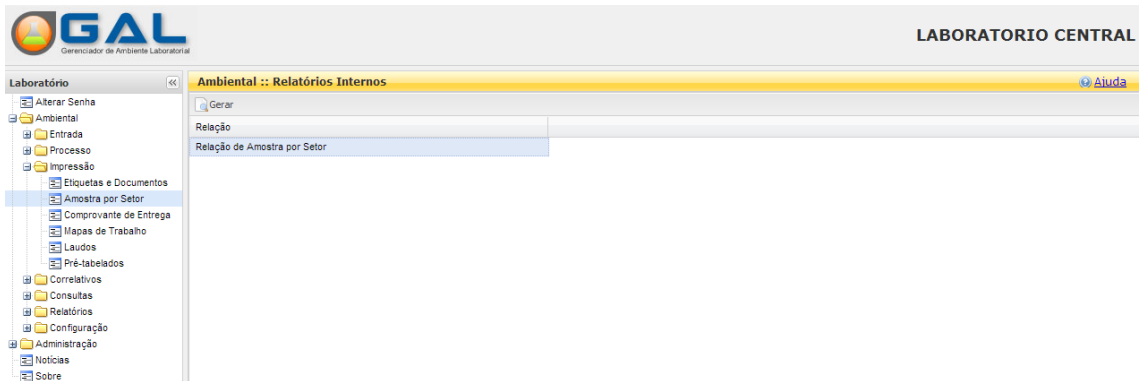 GAL
Gerenciador de Ambiente Laboratorial
LABORATORIO CENTRAL
Laboratório
Alterar Senha
Ambiental
Entrada
Processo
Impressão
Etiquetas e Documentos
Amostra por Setor
Comprovante de Entrega
Mapas de Trabalho
Laudos
Pré-tabelados
Correlativos
Consultas
Relatórios
Configuração
Administração
Notícias
Sobre
Ambiental :: Relatórios Internos
Ajuda
Gerar
Relação
Relação de Amostra por Setor